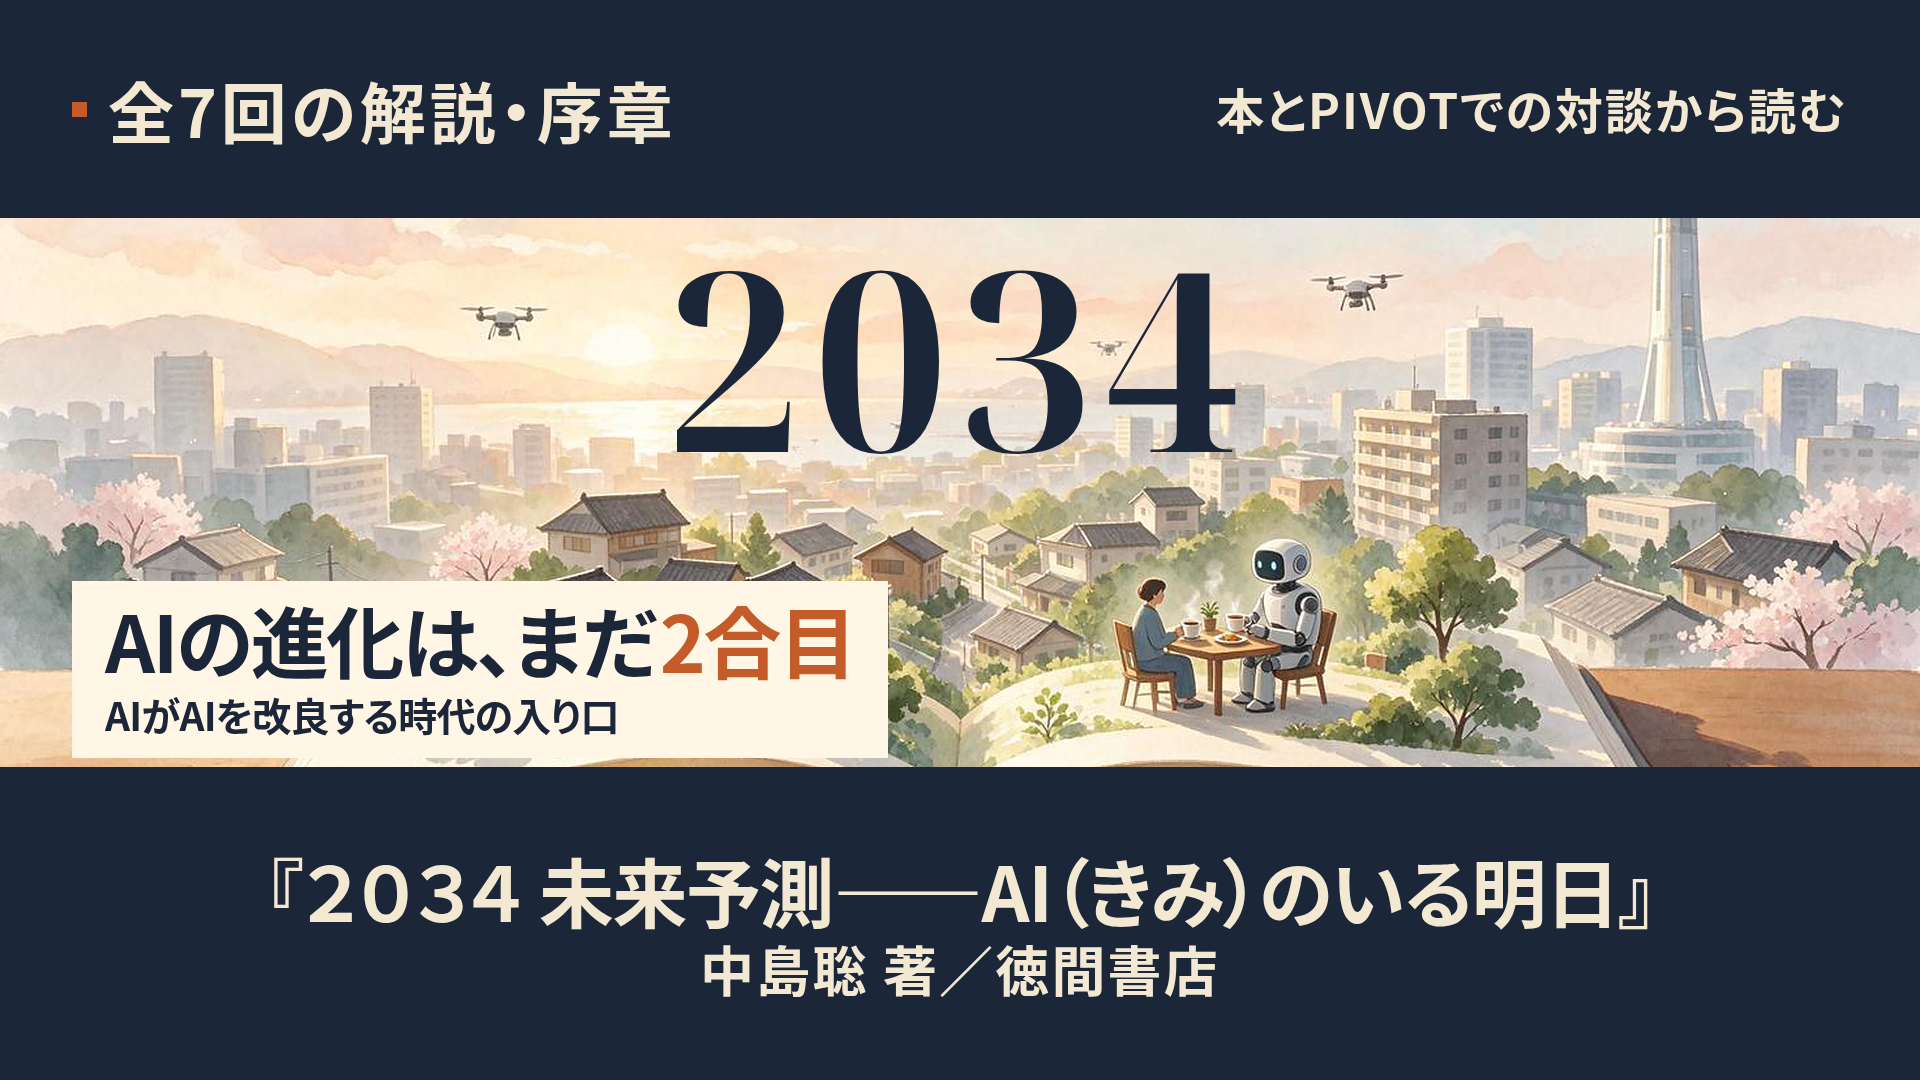 全7回の解説・序章
本とPIVOTでの対談から読む
2034
AIの進化は、まだ2合目
AIがAIを改良する時代の入り口
『2034 未来予測――AI（きみ）のいる明日』
中島聡 著／徳間書店